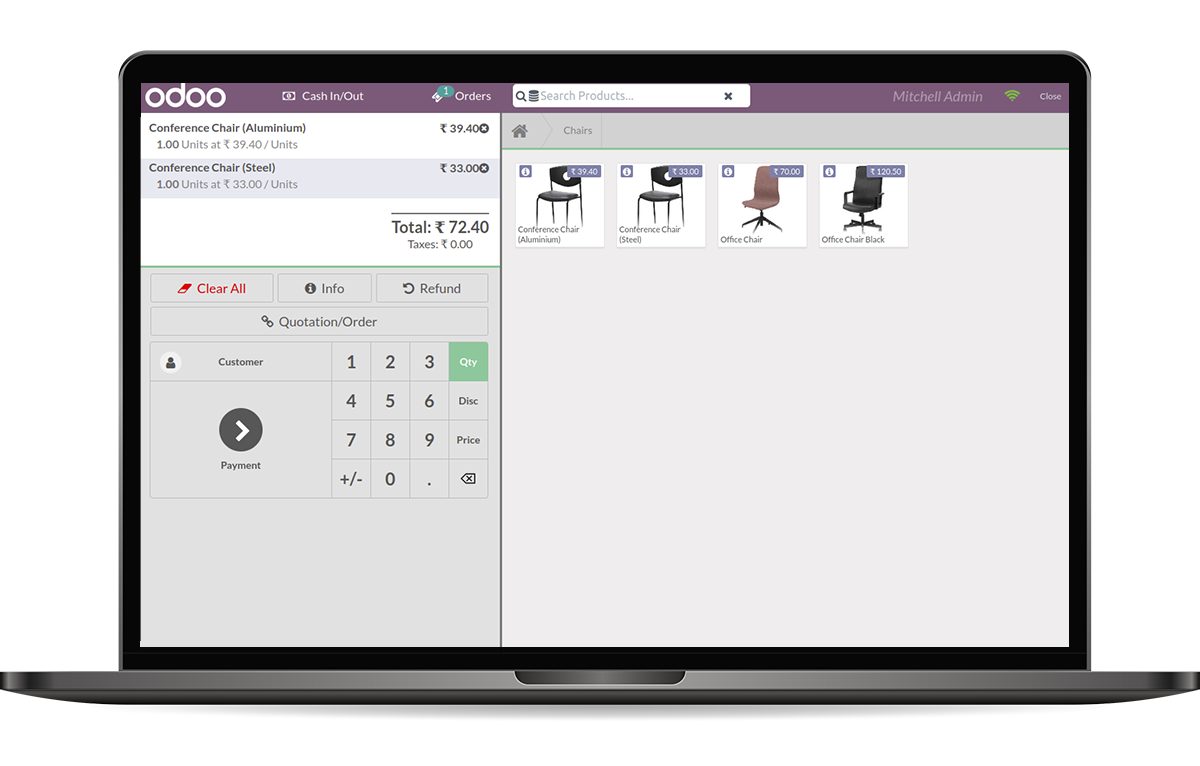 odoo
Cash In/Out
1
Orders
Search Products...
Mitchell Admin
Close
Conference Chair (Aluminium) ₹ 39.40
1.00 Units at ₹ 39.40 / Units
Conference Chair (Steel) ₹ 33.00
1.00 Units at ₹ 33.00 / Units
Total: ₹ 72.40
Taxes: ₹ 0.00
Clear All
Info
Refund
Quotation/Order
Customer
1 2 3 Qty
4 5 6 Disc
7 8 9 Price
+/- 0 .
Payment
Chairs
₹ 39.40
Conference Chair
(Aluminium)
₹ 33.00
Conference Chair
(Steel)
₹ 70.00
Office Chair
₹ 120.50
Office Chair Black